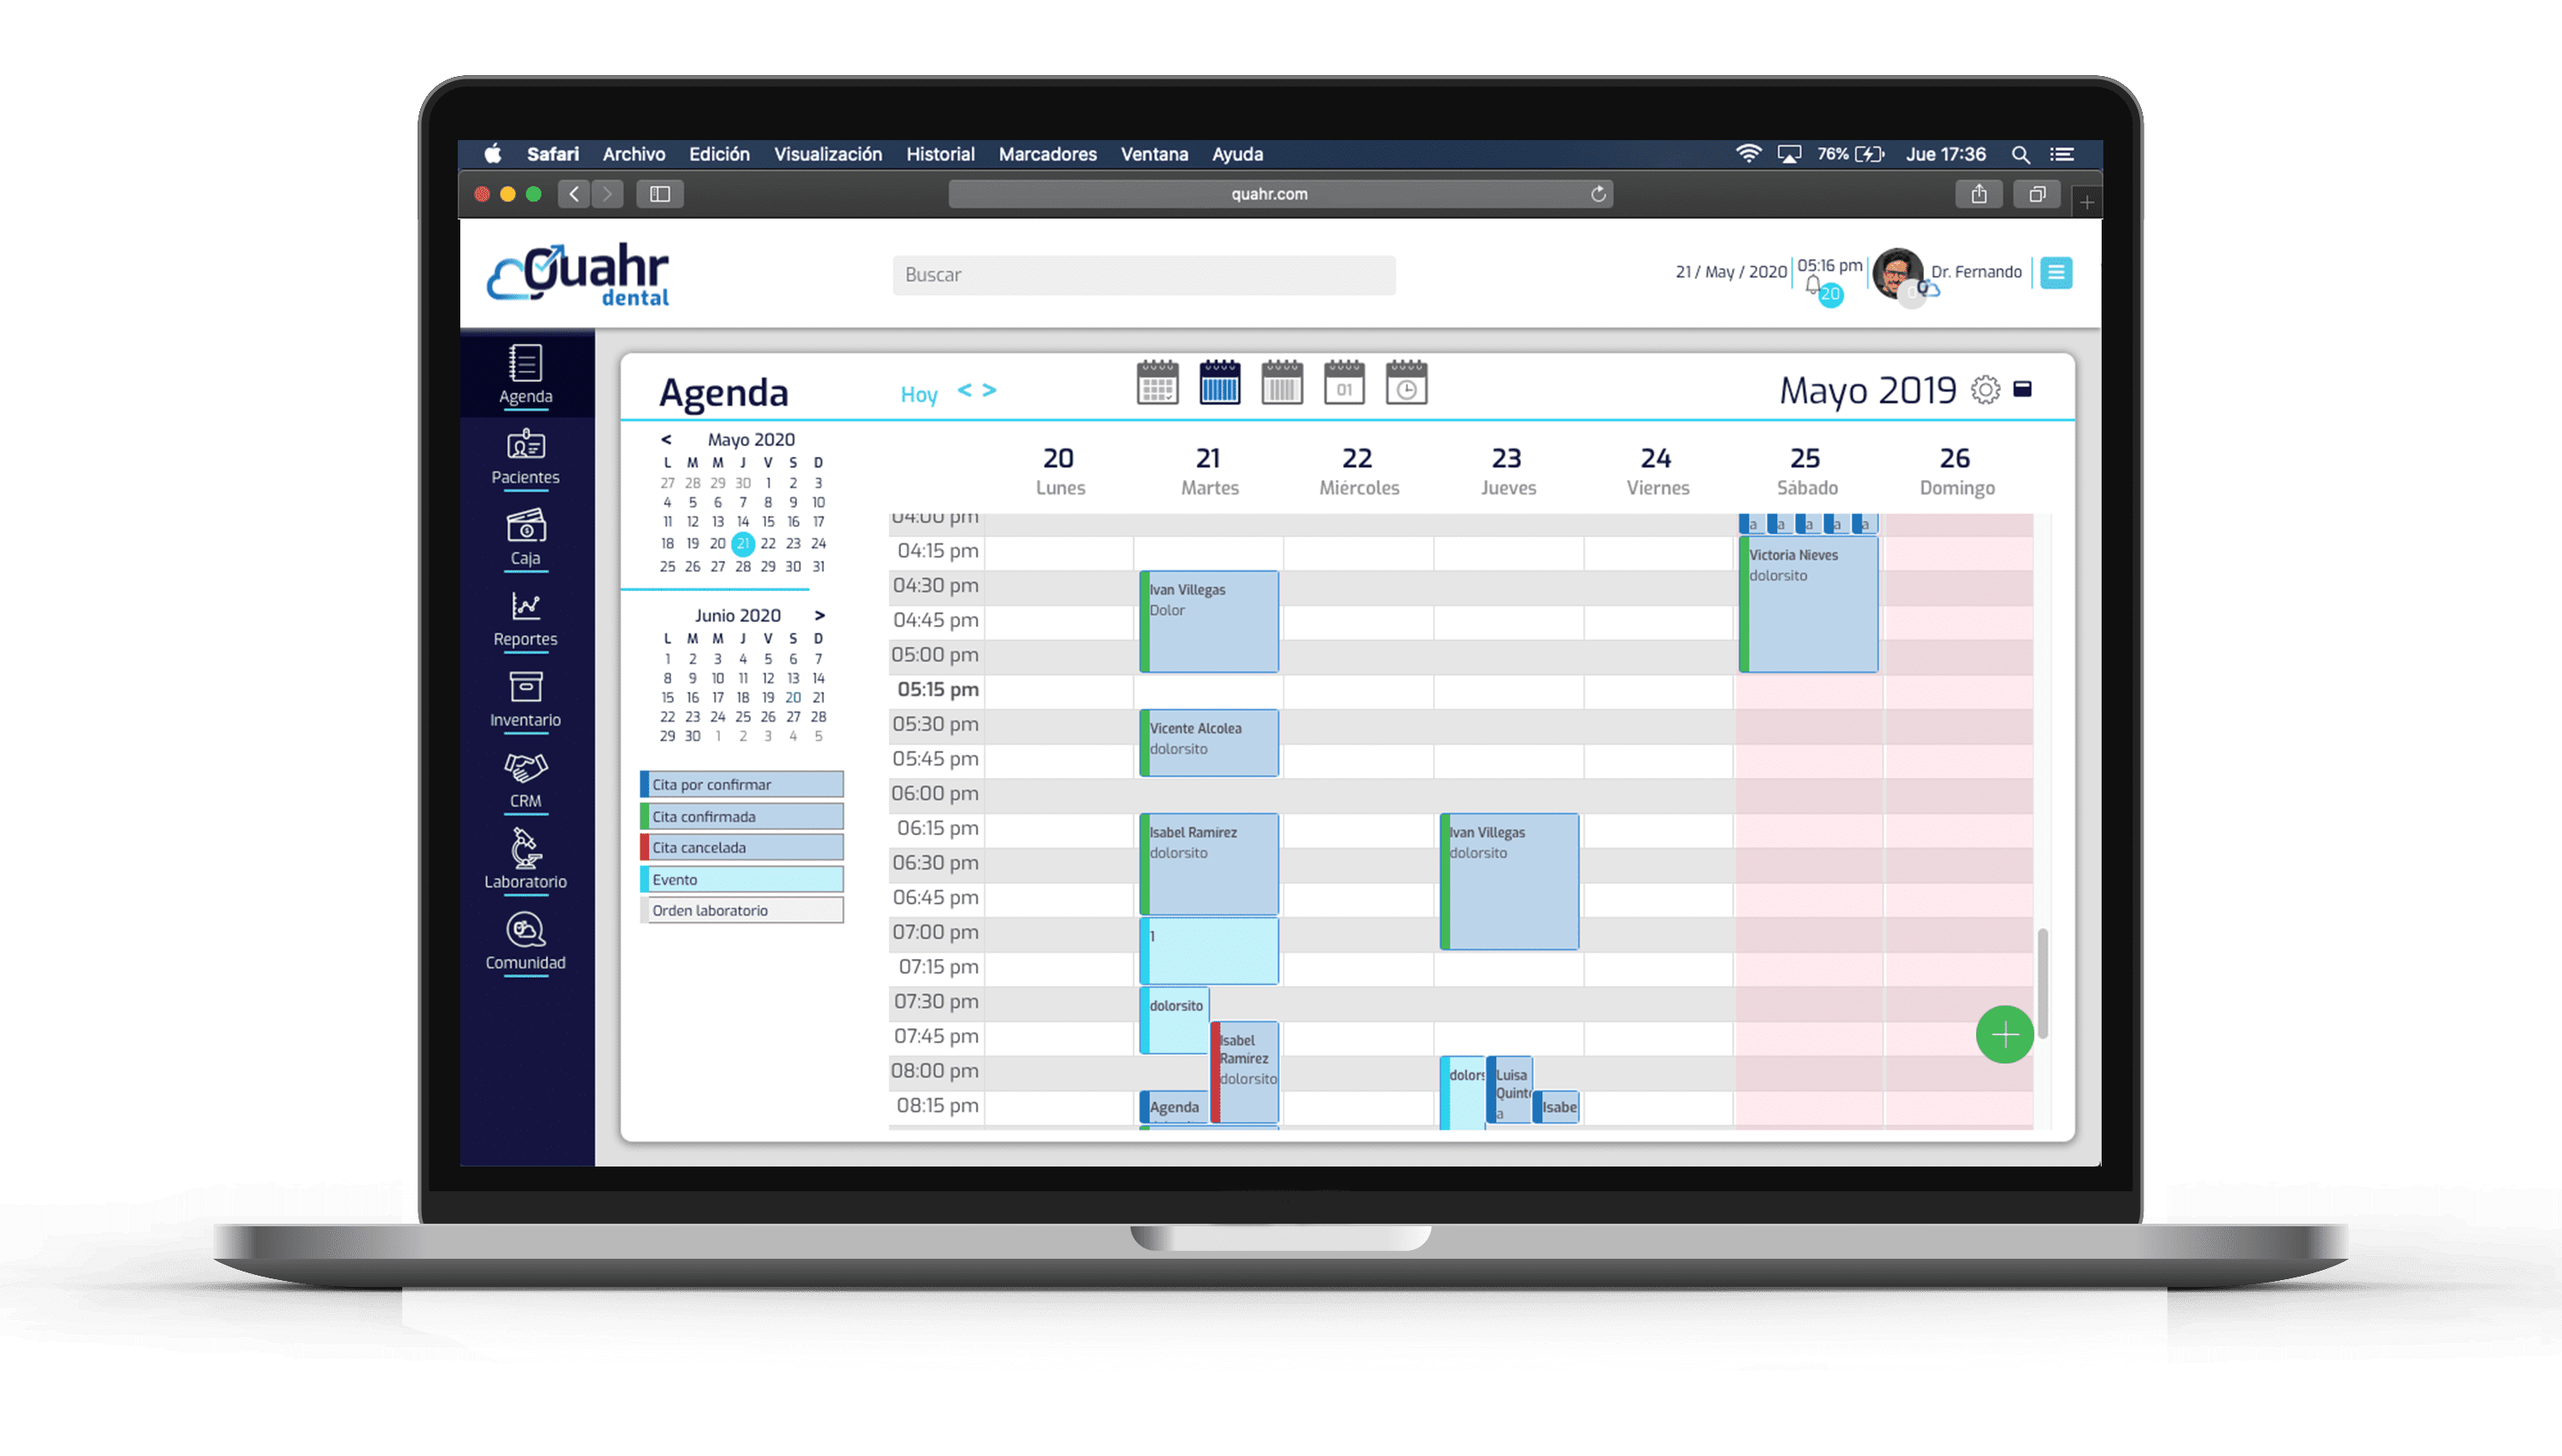 Safari Archivo Edición Visualización Historial Marcadores Ventana Ayuda 76% Jue 17:36
quahr.com
Quahr
dental
Buscar
21 / May / 2020 05:16 pm Dr. Fernando
20
Agenda
Pacientes
Caja
Reportes
Inventario
CRM
Laboratorio
Comunidad
Agenda Hoy < > 01 Mayo 2019
< Mayo 2020
L M M J V S D
27 28 29 30 1 2 3
4 5 6 7 8 9 10
11 12 13 14 15 16 17
18 19 20 21 22 23 24
25 26 27 28 29 30 31
Junio 2020 >
L M M J V S D
1 2 3 4 5 6 7
8 9 10 11 12 13 14
15 16 17 18 19 20 21
22 23 24 25 26 27 28
29 30 1 2 3 4 5
Cita por confirmar
Cita confirmada
Cita cancelada
Evento
Orden laboratorio
20 21 22 23 24 25 26
Lunes Martes Miércoles Jueves Viernes Sábado Domingo
04:00 pm
04:15 pm
04:30 pm
04:45 pm
05:00 pm
05:15 pm
05:30 pm
05:45 pm
06:00 pm
06:15 pm
06:30 pm
06:45 pm
07:00 pm
07:15 pm
07:30 pm
07:45 pm
08:00 pm
08:15 pm
Ivan Villegas
Dolor
Vicente Alcolea
dolorsito
Isabel Ramirez
dolorsito
1
dolorsito
Isabel
Ramirez
dolorsito
Agenda
Ivan Villegas
dolorsito
dolors
Luisa
Quint
a
Isabe
a a a a a
Victoria Nieves
dolorsito